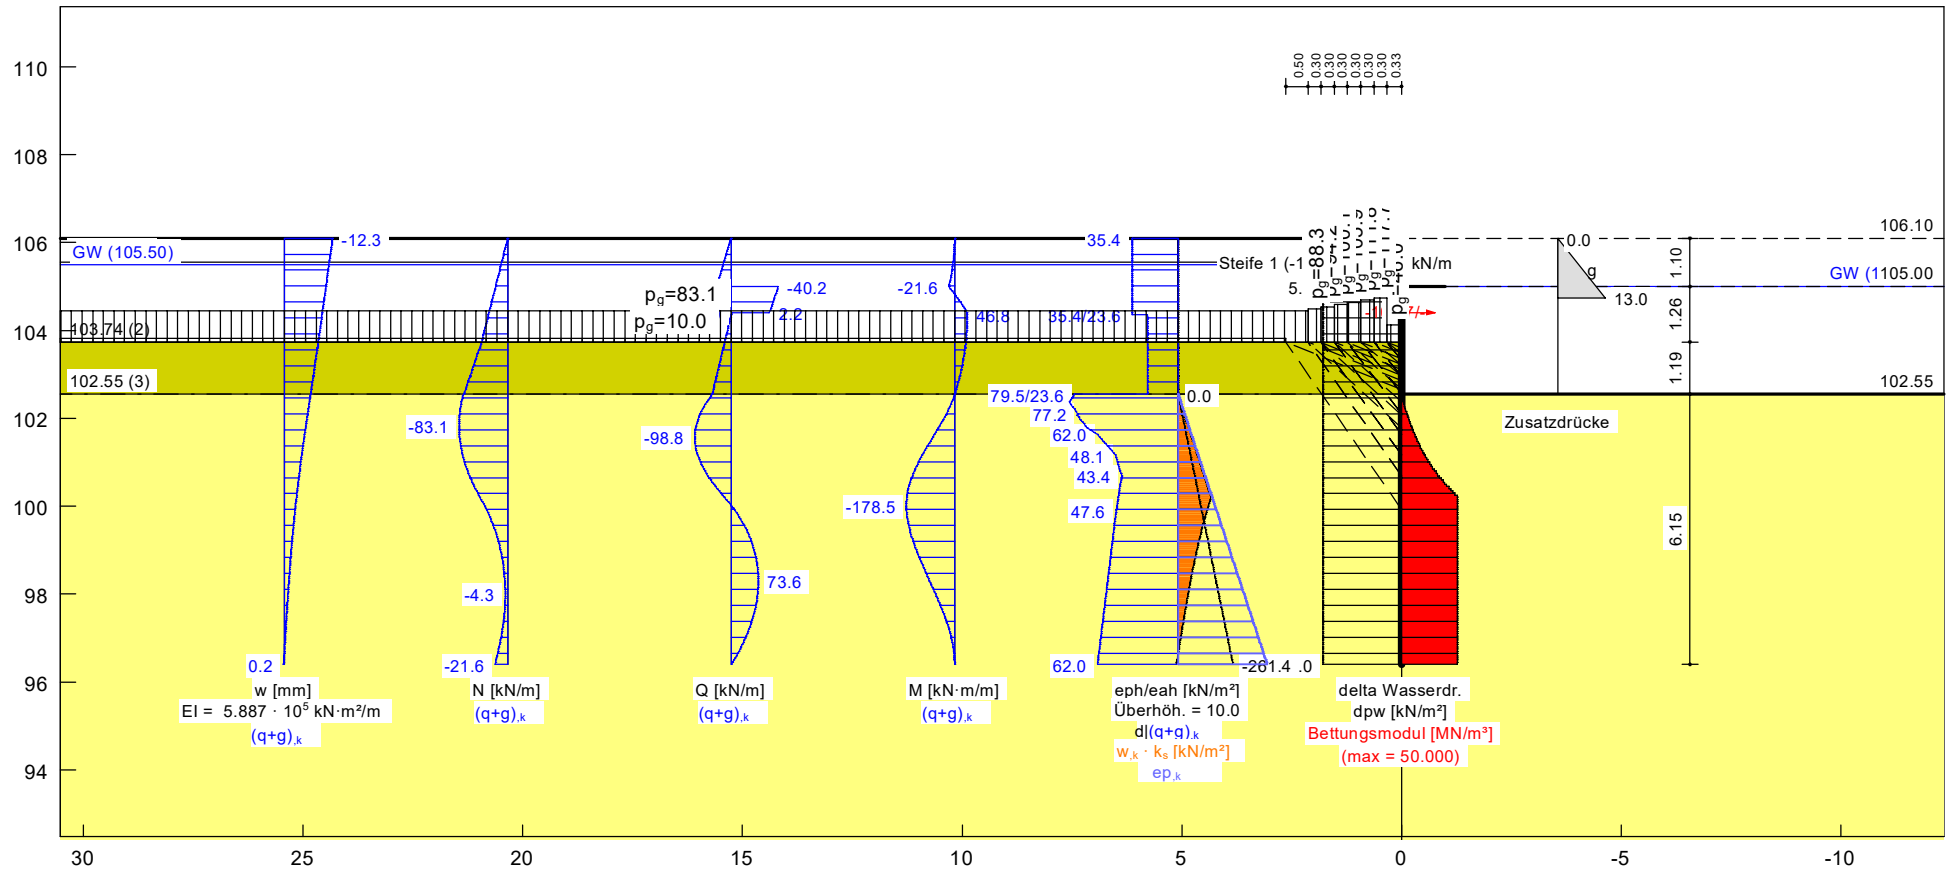 110
108
106
104
102
100
98
96
94
30
25
20
15
10
5
0
-5
-10
0.50
0.30
0.30
0.30
0.30
0.30
0.30
0.33
GW (105.50)
103.74 (2)
102.55 (3)
-12.3
0.2
w [mm]
EI = 5.887 · 10⁵ kN·m²/m
(q+g),k
-83.1
-4.3
-21.6
N [kN/m]
(q+g),k
pg=83.1
pg=10.0
-40.2
2.2
-98.8
73.6
Q [kN/m]
(q+g),k
-21.6
46.8
-178.5
M [kN·m/m]
(q+g),k
35.4
35.4/23.6
79.5/23.6
77.2
62.0
48.1
43.4
47.6
62.0
0.0
-261.4
.0
eph/eah [kN/m²]
Überhöh. = 10.0
(q+g),k
w,k · ks [kN/m²]
ep,k
Steife 1 (-1
kN/m
5.
pg=88.3
delta Wasserdr.
dpw [kN/m²]
Bettungsmodul [MN/m³]
(max = 50.000)
0.0
g
13.0
Zusatzdrücke
1.10
1.26
1.19
6.15
106.10
GW (1
105.00
102.55